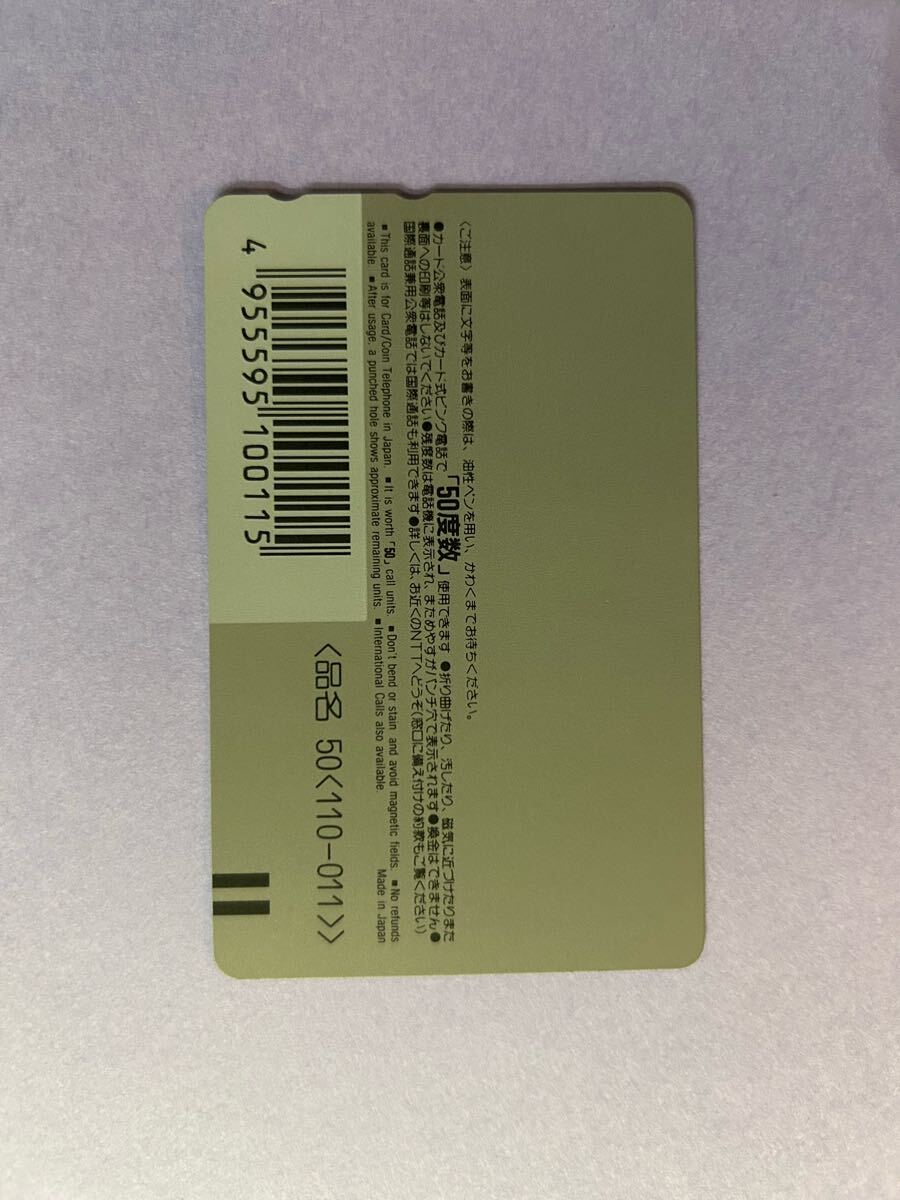 〈ご注意〉表面に文字等をお書きの際は、油性ペンを用い、かわくまでお待ちください。
●カード公衆電話及びカード式ピンク電話で「50度数」使用できます ●折り曲げたり、汚したり、磁気に近づけたりまた
裏面への印刷等はしないでください●残度数は電話機に表示され、まためやすがパンチ穴で表示されます●換金はできません●
国際通話兼用公衆電話では国際通話も利用できます●詳しくは、お近くのNTTへどうぞ(窓口に備え付けの約款もご覧ください)
■This card is for Card/Coin Telephone in Japan. ■It is worth「50」call units. ■Don't bend or stain and avoid magnetic fields. ■No refunds
available. ■After usage, a punched hole shows approximate remaining units. ■International Calls also available. Made in Japan
<品名 50<110-011>>
4 955595 100115